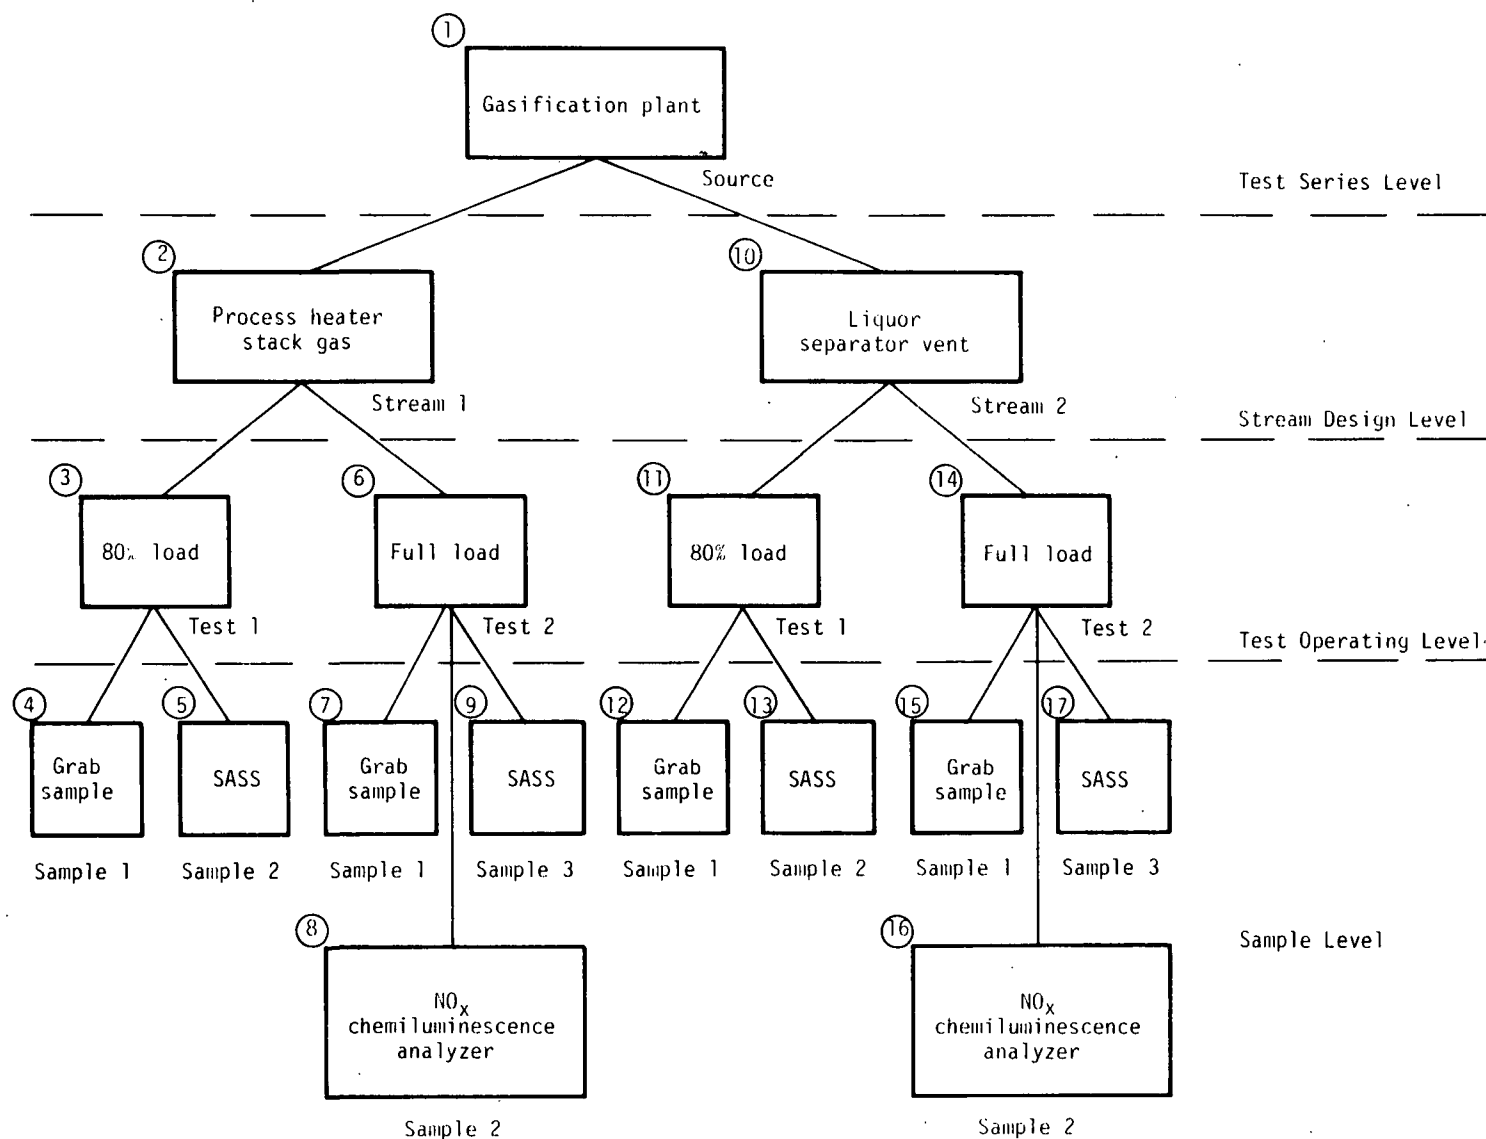 1
Gasification plant
Source
Test Series Level
2
10
Process heater
stack gas
Liquor
separator vent
Stream 1
Stream 2
Stream Design Level
3
6
11
14
80% load
Full load
80% load
Full load
Test 1
Test 2
Test 1
Test 2
Test Operating Level
4
5
7
9
12
13
15
17
Grab
sample
SASS
Grab
sample
SASS
Grab
sample
SASS
Grab
sample
SASS
Sample 1
Sample 2
Sample 1
Sample 3
Sample 1
Sample 2
Sample 1
Sample 3
8
16
Sample Level
NOx
chemiluminescence
analyzer
NOx
chemiluminescence
analyzer
Sample 2
Sample 2